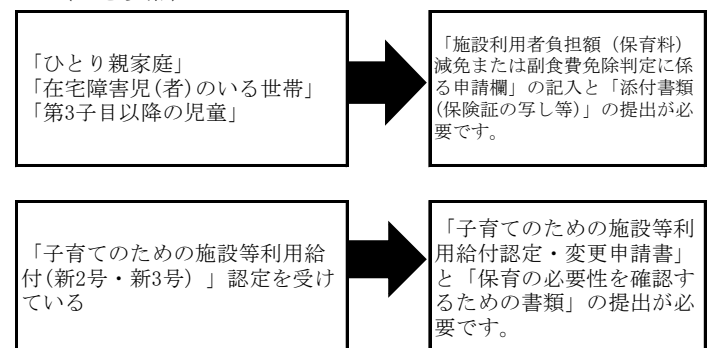 「ひとり親家庭」
「在宅障害児(者)のいる世帯」
「第3子目以降の児童」
「施設利用者負担額（保育料）
減免または副食費免除判定に係
る申請欄」の記入と「添付書類
(保険証の写し等)」の提出が必
要です。
「子育てのための施設等利用給
付(新2号・新3号) 」認定を受け
ている
「子育てのための施設等利
用給付認定・変更申請書」
と「保育の必要性を確認す
るための書類」の提出が必
要です。